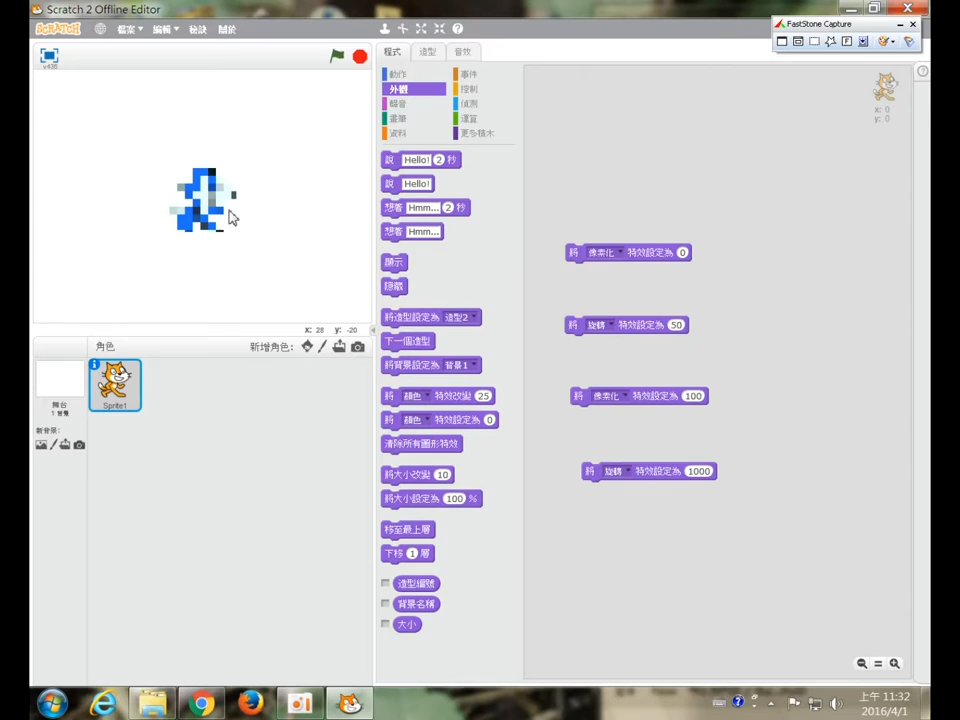 Scratch 2 Offline Editor
FastStone Capture
SCRATCH 檔案 編輯 秘訣 關於
v436
程式 造型 音效
動作 事件
外觀 控制
聲音 偵測
畫筆 運算
資料 更多積木
x: 0
y: 0
說 Hello! 2 秒
說 Hello!
想著 Hmm... 2 秒
想著 Hmm...
顯示
隱藏
將造型設定為 造型2
下一個造型
將背景設定為 背景1
將 顏色 特效改變 25
將 顏色 特效設定為 0
清除所有圖形特效
將大小改變 10
將大小設定為 100 %
移至最上層
下移 1 層
造型編號
背景名稱
大小
將 像素化 特效設定為 0
將 旋轉 特效設定為 50
將 像素化 特效設定為 100
將 旋轉 特效設定為 1000
x: 28 y: -20
角色 新增角色:
Sprite1
舞台
1 背景
新背景:
上午 11:32
2016/4/1